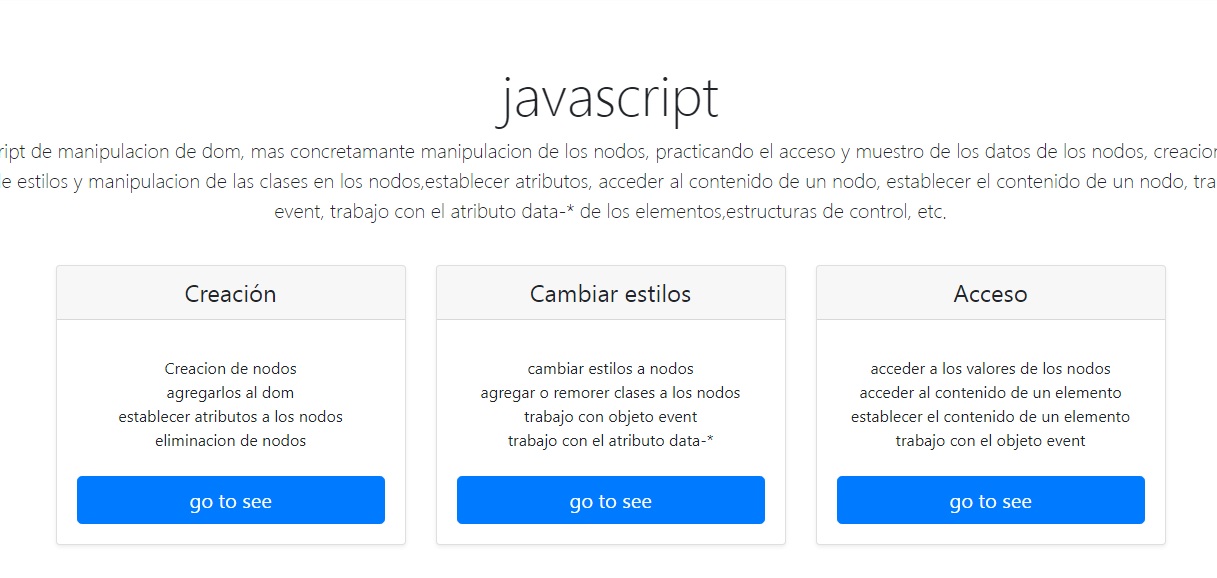 javascript
de manipulacion de dom, mas concretamante manipulacion de los nodos, practicando el acceso y muestro de los datos de los nodos,
estilos y manipulacion de las clases en los nodos,establecer atributos, acceder al contenido de un nodo, establecer el contenido de un nodo,
event, trabajo con el atributo data-* de los elementos,estructuras de control, etc.
Creación
Creacion de nodos
agregarlos al dom
establecer atributos a los nodos
eliminacion de nodos
go to see
Cambiar estilos
cambiar estilos a nodos
agregar o remorer clases a los nodos
trabajo con objeto event
trabajo con el atributo data-*
go to see
Acceso
acceder a los valores de los nodos
acceder al contenido de un elemento
establecer el contenido de un elemento
trabajo con el objeto event
go to see